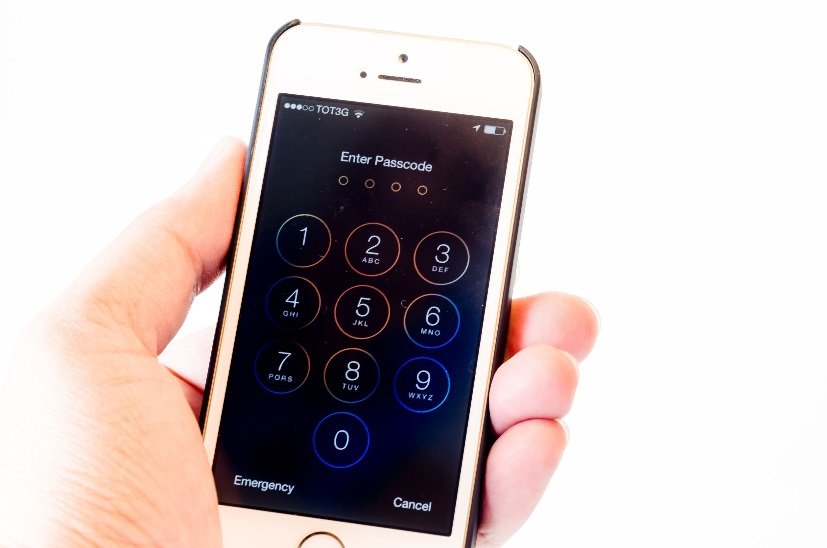 TOT3G
Enter Passcode
1
2
ABC
3
DEF
4
GHI
5
JKL
6
MNO
7
PQRS
8
TUV
9
WXYZ
0
Emergency
Cancel